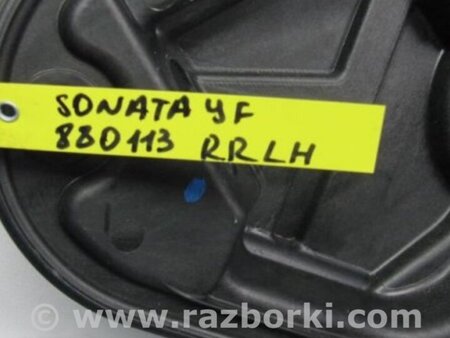 SONATA YF
880113 RRLH
www.razborki.com